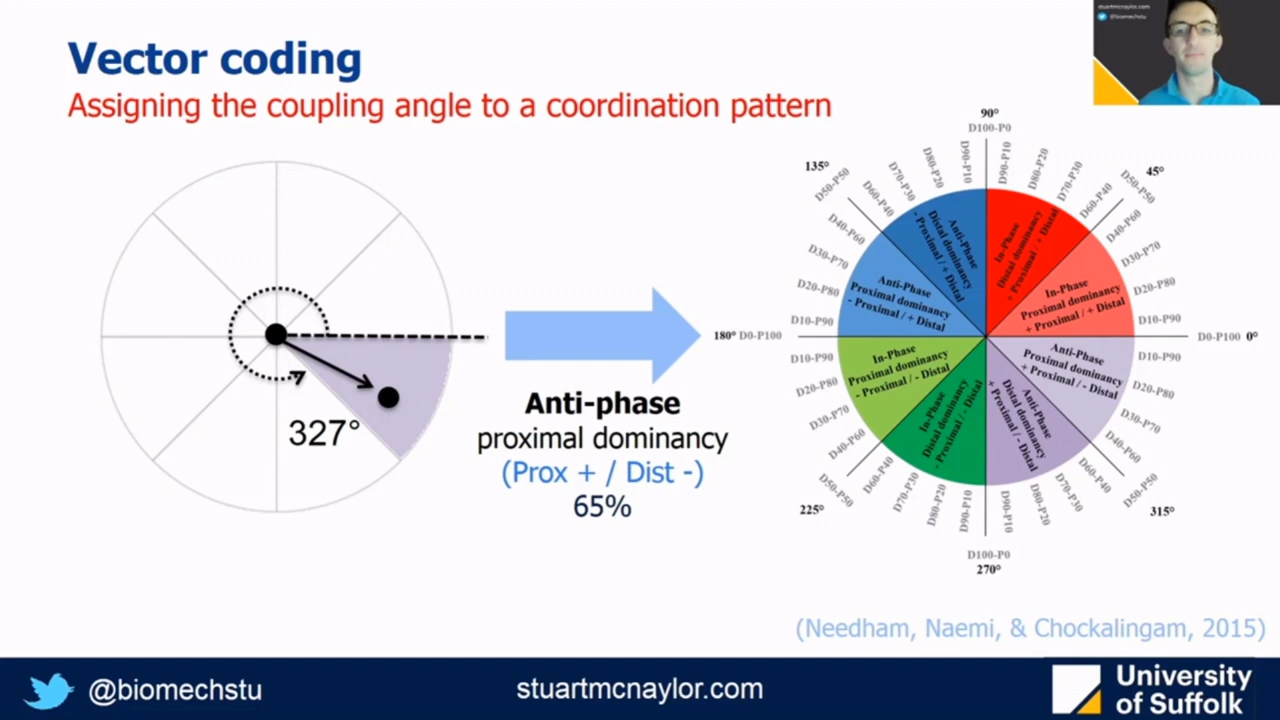 Vector coding
Assigning the coupling angle to a coordination pattern
stuartmcnaylor.com
@biomechstu
327°
Anti-phase
proximal dominancy
(Prox + / Dist -)
65%
90°
D100-P0
D90-P10
D80-P20
D70-P30
D60-P40
D50-P50
45°
D40-P60
D30-P70
D20-P80
D10-P90
D0-P100 0°
D10-P90
D20-P80
D30-P70
D40-P60
D50-P50
315°
D60-P40
D70-P30
D80-P20
D90-P10
D100-P0
270°
D90-P10
D80-P20
D70-P30
D60-P40
D50-P50
225°
D40-P60
D30-P70
D20-P80
D10-P90
180° D0-P100
D10-P90
D20-P80
D30-P70
D40-P60
D50-P50
135°
D60-P40
D70-P30
D80-P20
D90-P10
In-Phase
Distal dominancy
+ Proximal / + Distal
In-Phase
Proximal dominancy
+ Proximal / + Distal
Anti-Phase
Proximal dominancy
+ Proximal / - Distal
Anti-Phase
Distal dominancy
+ Proximal / - Distal
In-Phase
Distal dominancy
- Proximal / - Distal
In-Phase
Proximal dominancy
- Proximal / - Distal
Anti-Phase
Proximal dominancy
- Proximal / + Distal
Anti-Phase
Distal dominancy
- Proximal / + Distal
(Needham, Naemi, & Chockalingam, 2015)
@biomechstu
stuartmcnaylor.com
University
of Suffolk